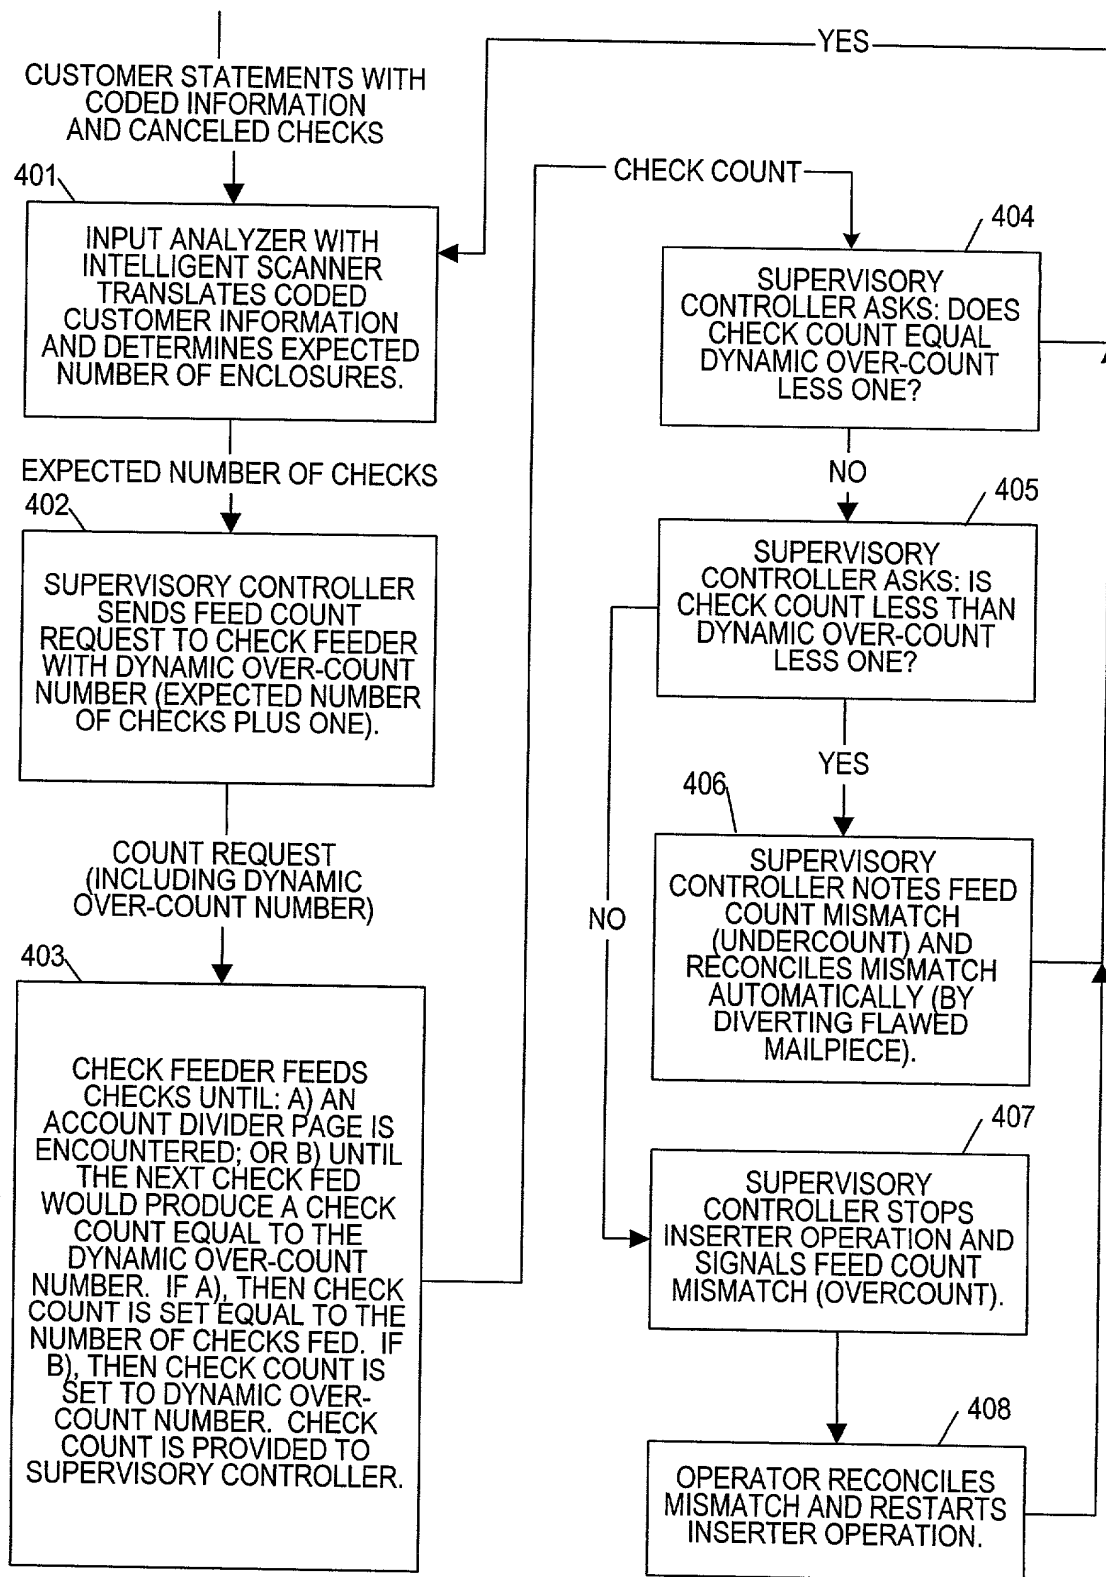 YES
CUSTOMER STATEMENTS WITH
CODED INFORMATION
AND CANCELED CHECKS
401
INPUT ANALYZER WITH
INTELLIGENT SCANNER
TRANSLATES CODED
CUSTOMER INFORMATION
AND DETERMINES EXPECTED
NUMBER OF ENCLOSURES.
EXPECTED NUMBER OF CHECKS
402
SUPERVISORY CONTROLLER
SENDS FEED COUNT
REQUEST TO CHECK FEEDER
WITH DYNAMIC OVER-COUNT
NUMBER (EXPECTED NUMBER
OF CHECKS PLUS ONE).
COUNT REQUEST
(INCLUDING DYNAMIC
OVER-COUNT NUMBER)
403
CHECK FEEDER FEEDS
CHECKS UNTIL: A) AN
ACCOUNT DIVIDER PAGE IS
ENCOUNTERED; OR B) UNTIL
THE NEXT CHECK FED
WOULD PRODUCE A CHECK
COUNT EQUAL TO THE
DYNAMIC OVER-COUNT
NUMBER. IF A), THEN CHECK
COUNT IS SET EQUAL TO THE
NUMBER OF CHECKS FED. IF
B), THEN CHECK COUNT IS
SET TO DYNAMIC OVER-
COUNT NUMBER. CHECK
COUNT IS PROVIDED TO
SUPERVISORY CONTROLLER.
CHECK COUNT
404
SUPERVISORY
CONTROLLER ASKS: DOES
CHECK COUNT EQUAL
DYNAMIC OVER-COUNT
LESS ONE?
NO
405
SUPERVISORY
CONTROLLER ASKS: IS
CHECK COUNT LESS THAN
DYNAMIC OVER-COUNT
LESS ONE?
YES
406
SUPERVISORY
CONTROLLER NOTES FEED
COUNT MISMATCH
(UNDERCOUNT) AND
RECONCILES MISMATCH
AUTOMATICALLY (BY
DIVERTING FLAWED
MAILPIECE).
NO
407
SUPERVISORY
CONTROLLER STOPS
INSERTER OPERATION AND
SIGNALS FEED COUNT
MISMATCH (OVERCOUNT).
408
OPERATOR RECONCILES
MISMATCH AND RESTARTS
INSERTER OPERATION.